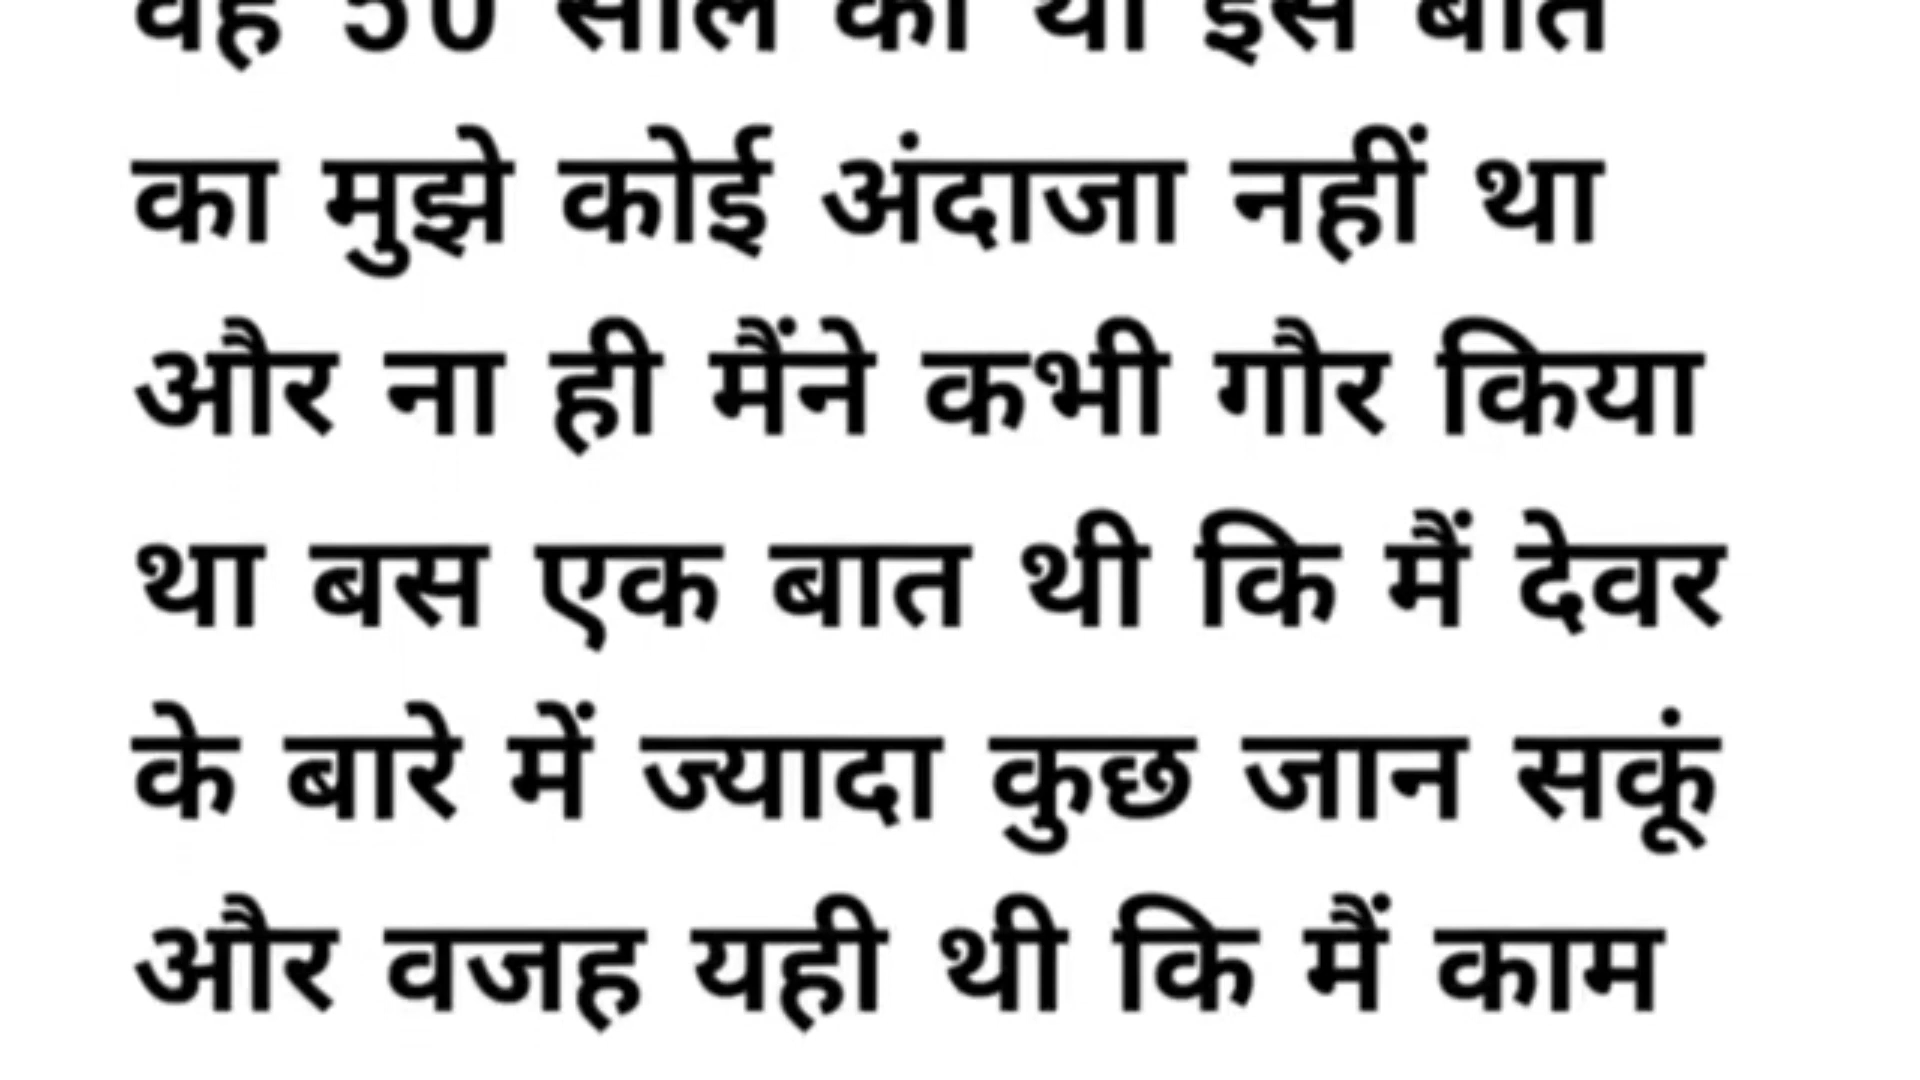 वह 50 साल का था इस बात
का मुझे कोई अंदाजा नहीं था
और ना ही मैंने कभी गौर किया
था बस एक बात थी कि मैं देवर
के बारे में ज्यादा कुछ जान सकूं
और वजह यही थी कि मैं काम